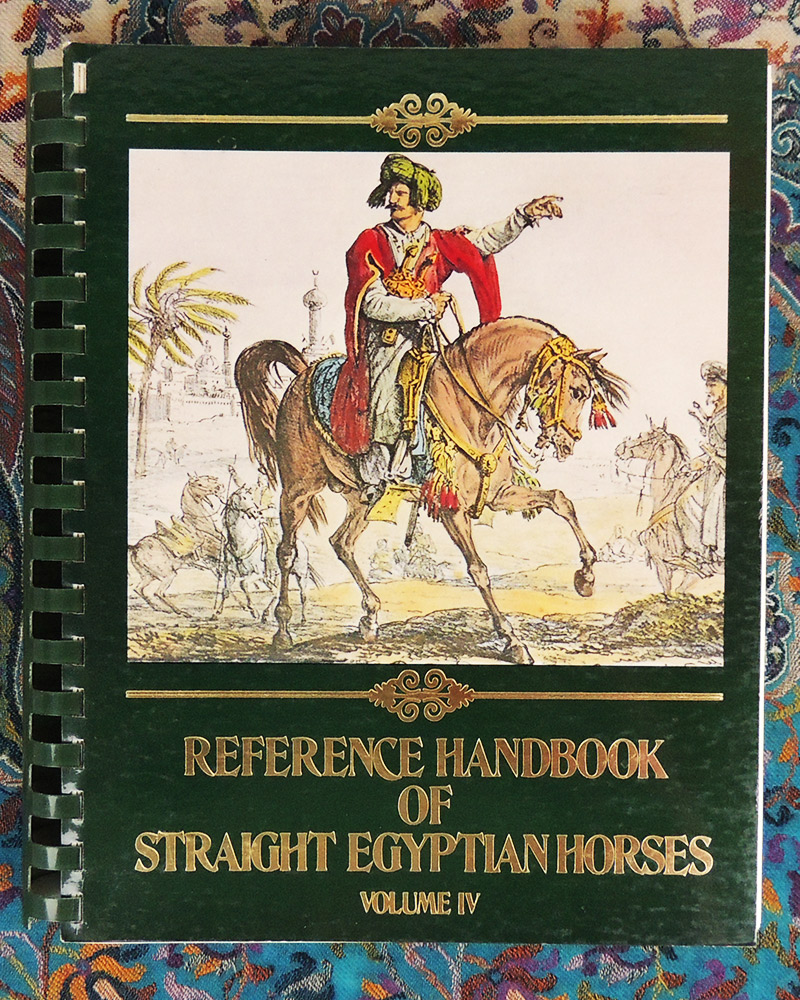 REFERENCE HANDBOOK
OF
STRAIGHT EGYPTIAN HORSES
VOLUME IV